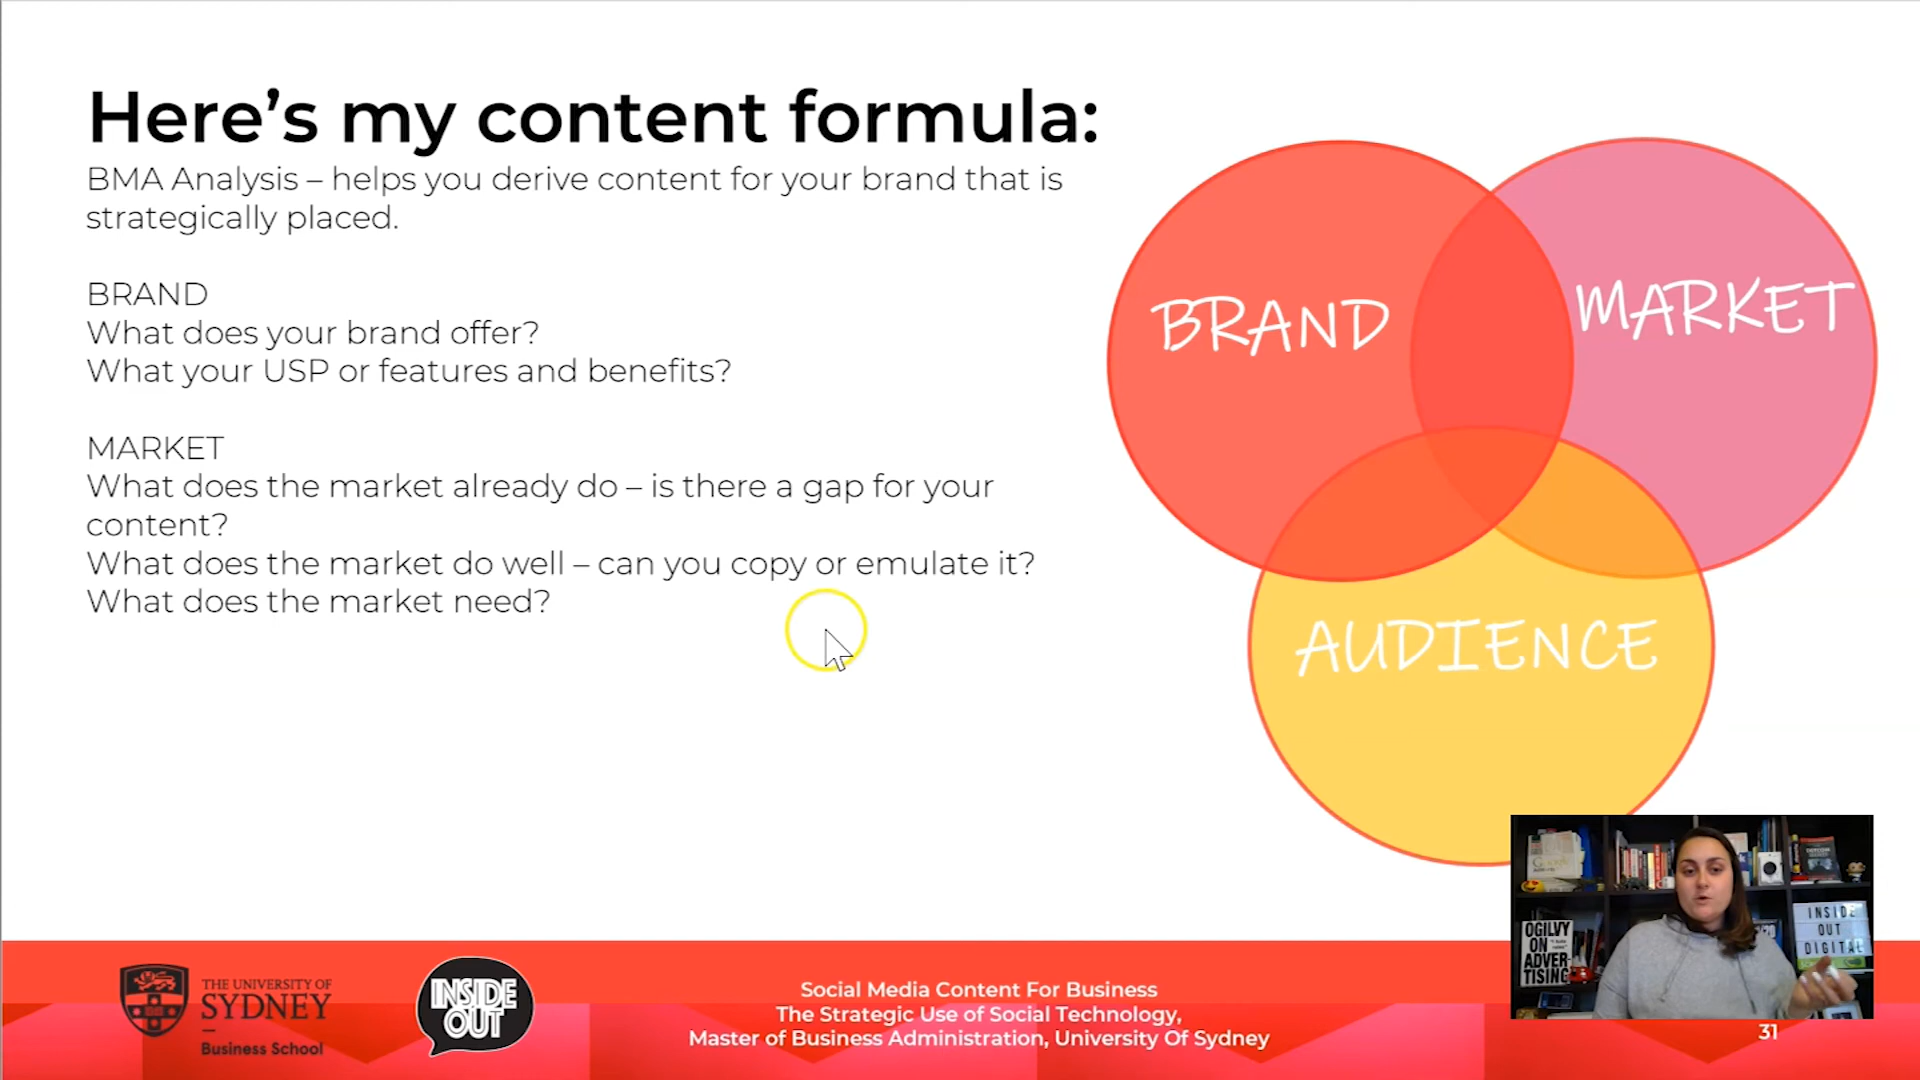 Here’s my content formula:
BMA Analysis – helps you derive content for your brand that is
strategically placed.
BRAND
What does your brand offer?
What your USP or features and benefits?
MARKET
What does the market already do – is there a gap for your
content?
What does the market do well – can you copy or emulate it?
What does the market need?
BRAND
MARKET
AUDIENCE
OGILVY
ON
ADVER-
TISING
INSIDE
OUT
DIGITAL
THE UNIVERSITY OF
SYDNEY
Business School
INSIDE
OUT
Social Media Content For Business
The Strategic Use of Social Technology,
Master of Business Administration, University Of Sydney
31